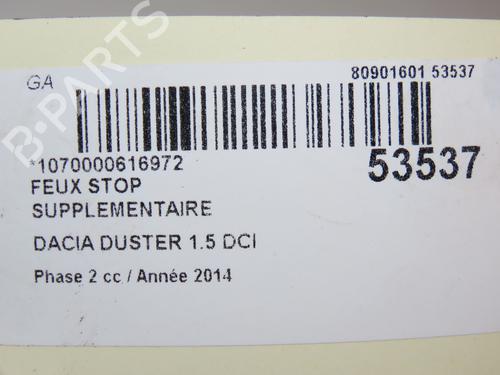 GA
80901601 53537
*1070000616972
53537
FEUX STOP
SUPPLEMENTAIRE
DACIA DUSTER 1.5 DCI
Phase 2 cc / Année 2014
B-PARTS